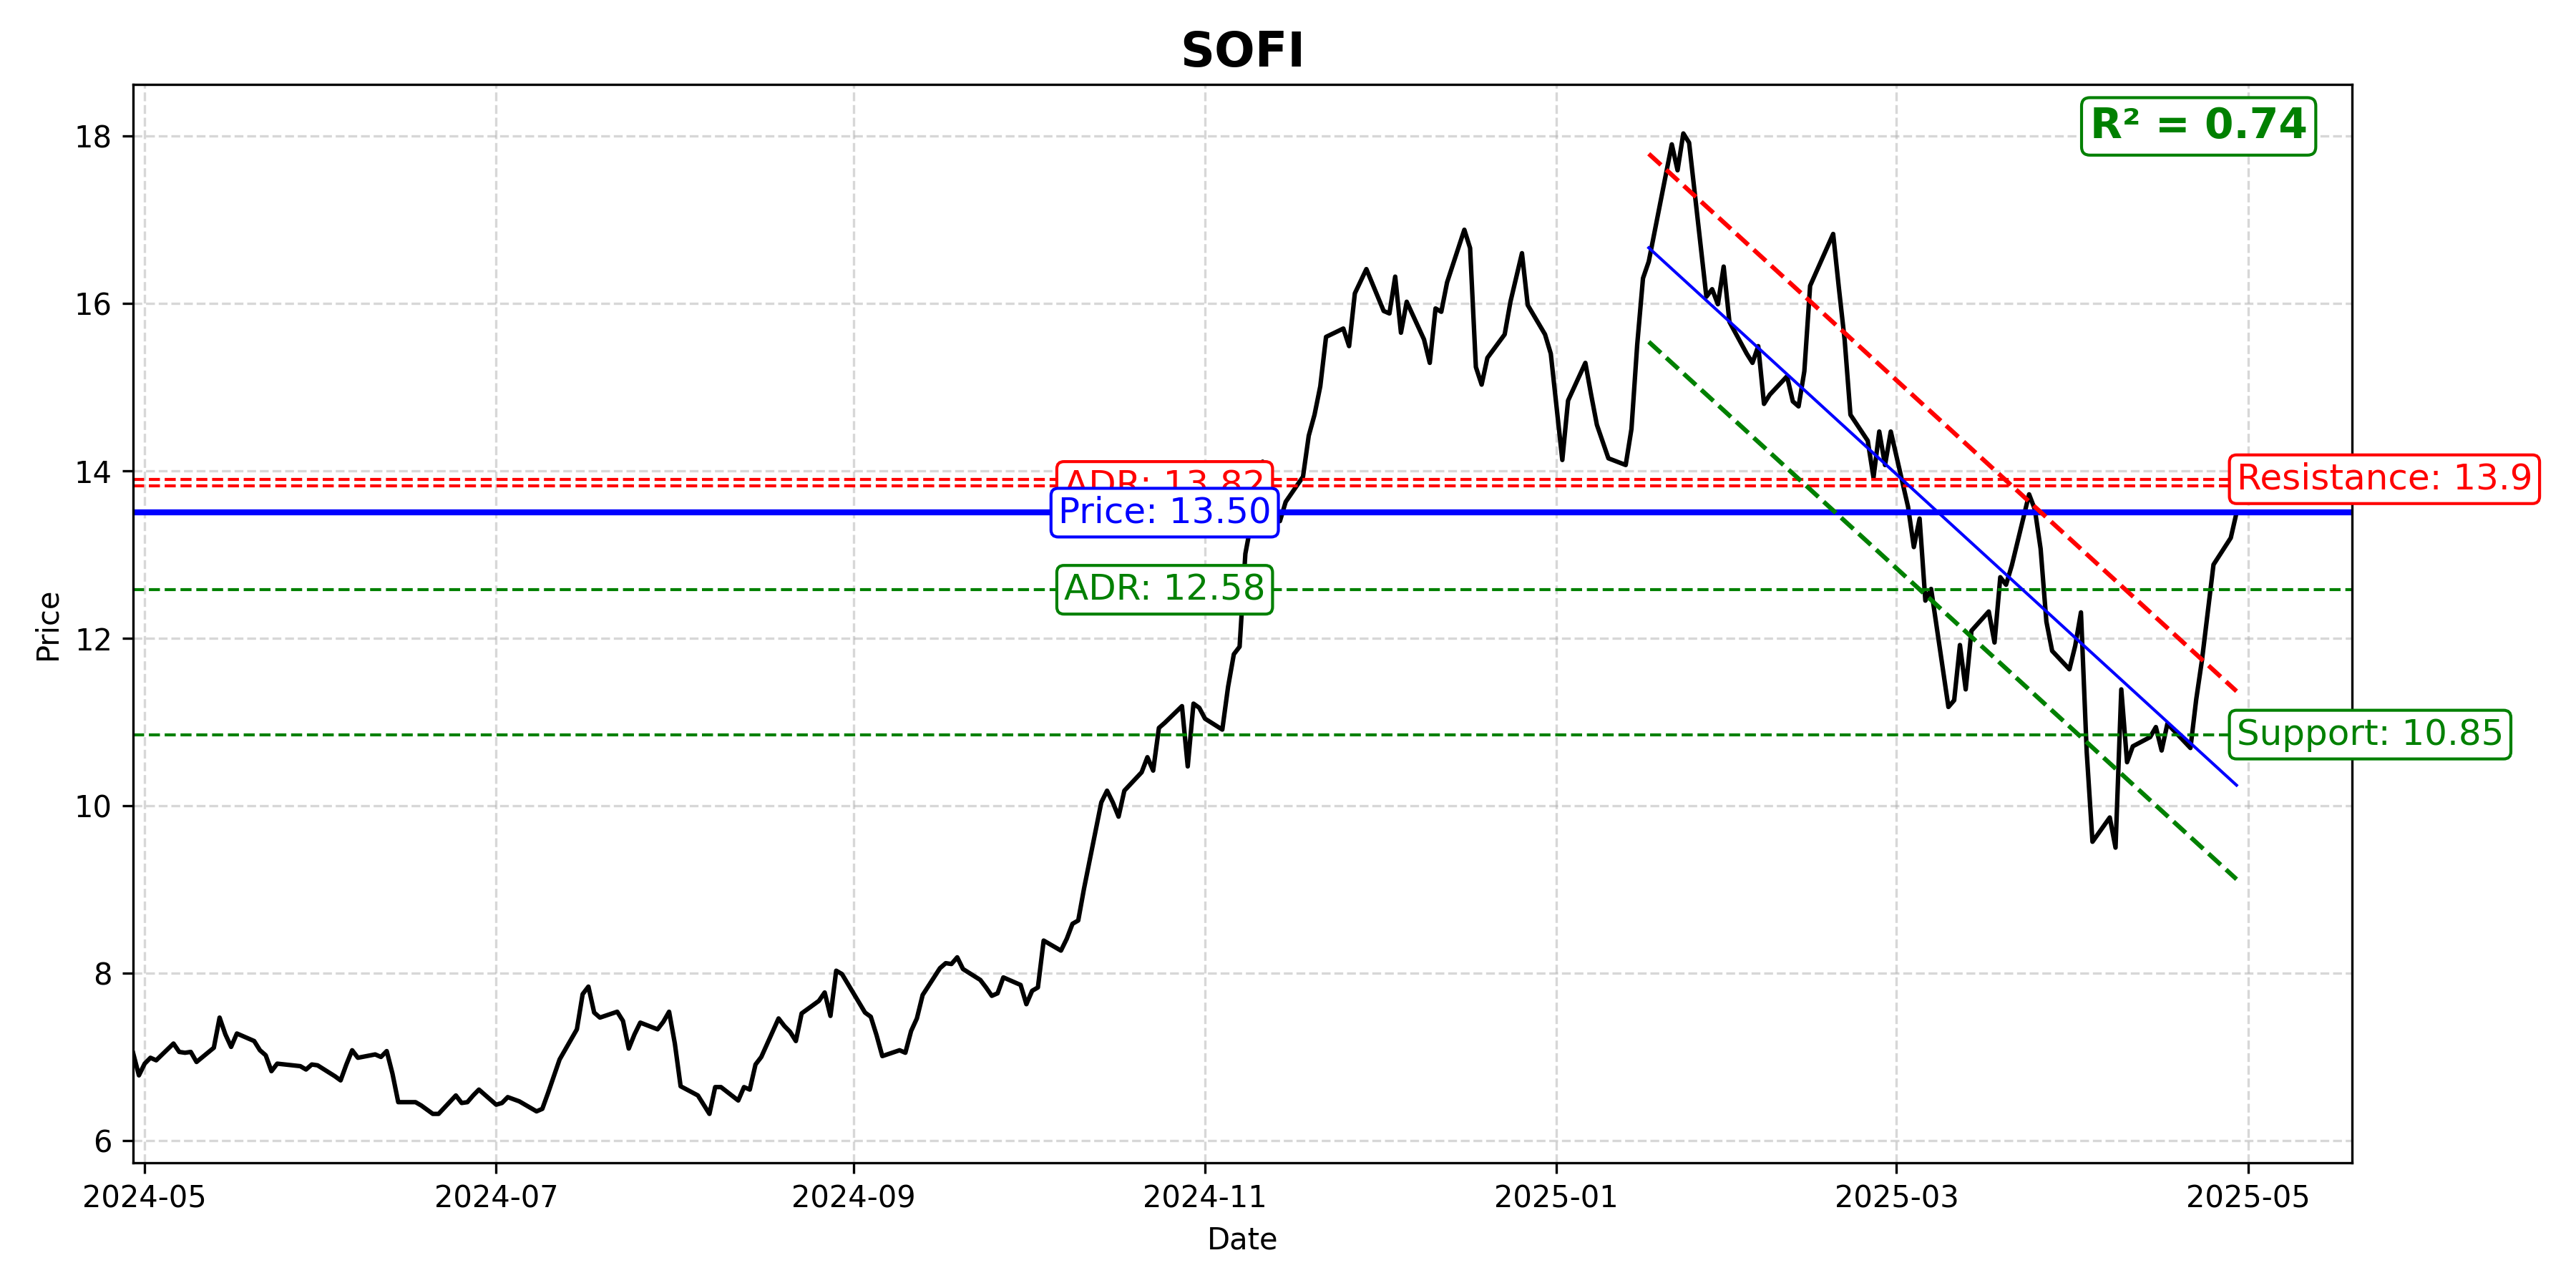 SOFI
R² = 0.74
18
16
14
12
10
8
6
Price
ADR: 13.82
Price: 13.50
ADR: 12.58
Resistance: 13.9
Support: 10.85
2024-05
2024-07
2024-09
2024-11
2025-01
2025-03
2025-05
Date